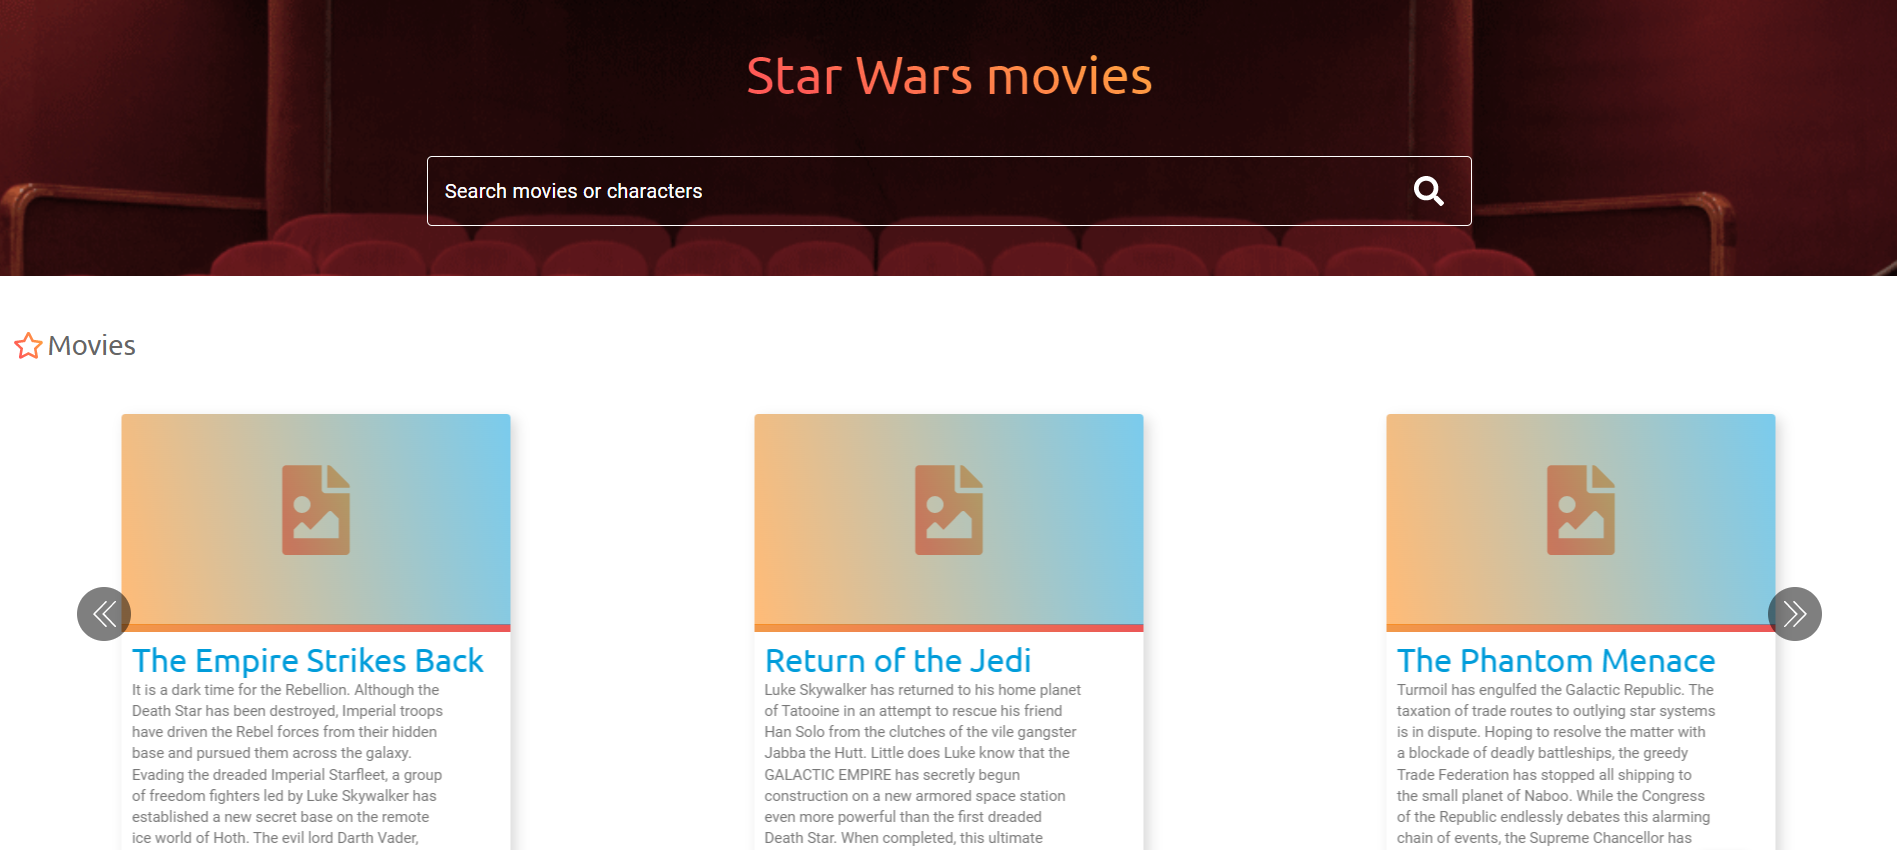 Star Wars movies
Search movies or characters
Movies
The Empire Strikes Back
It is a dark time for the Rebellion. Although the
Death Star has been destroyed, Imperial troops
have driven the Rebel forces from their hidden
base and pursued them across the galaxy.
Evading the dreaded Imperial Starfleet, a group
of freedom fighters led by Luke Skywalker has
established a new secret base on the remote
ice world of Hoth. The evil lord Darth Vader,
Return of the Jedi
Luke Skywalker has returned to his home planet
of Tatooine in an attempt to rescue his friend
Han Solo from the clutches of the vile gangster
Jabba the Hutt. Little does Luke know that the
GALACTIC EMPIRE has secretly begun
construction on a new armored space station
even more powerful than the first dreaded
Death Star. When completed, this ultimate
The Phantom Menace
Turmoil has engulfed the Galactic Republic. The
taxation of trade routes to outlying star systems
is in dispute. Hoping to resolve the matter with
a blockade of deadly battleships, the greedy
Trade Federation has stopped all shipping to
the small planet of Naboo. While the Congress
of the Republic endlessly debates this alarming
chain of events, the Supreme Chancellor has